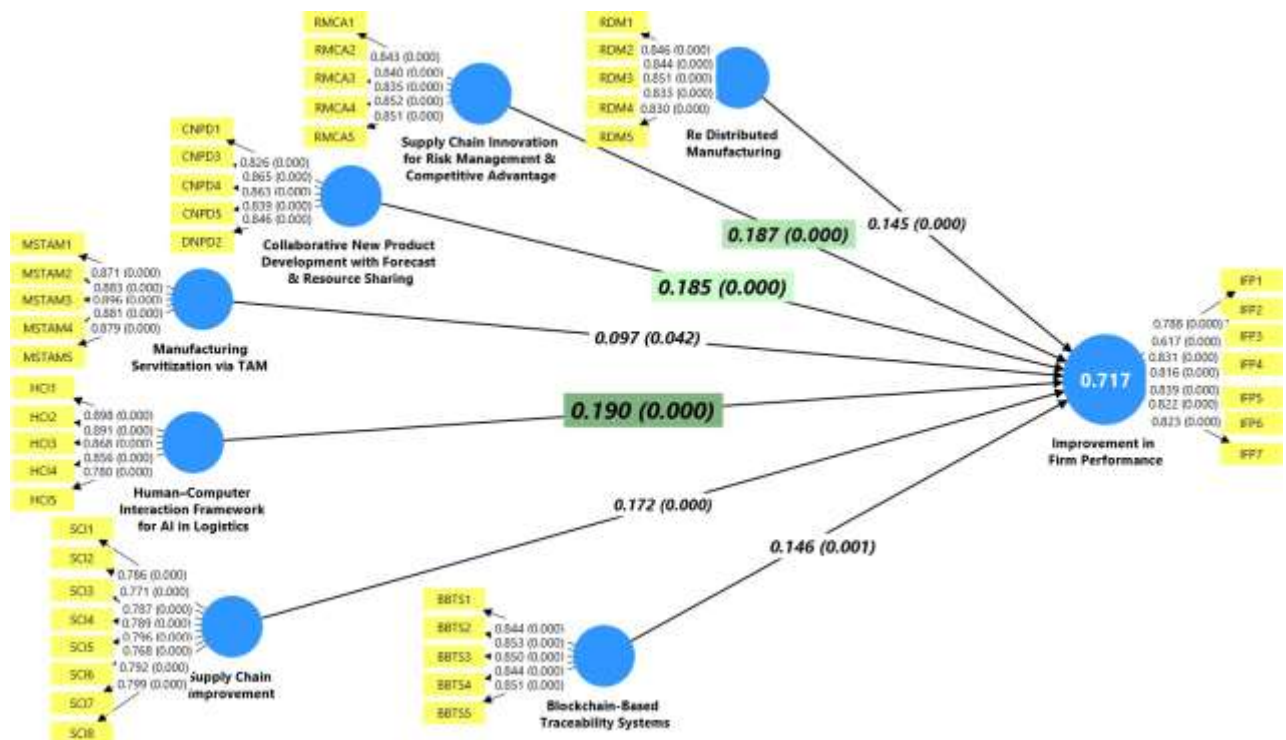 RMCA1
RMCA2
RMCA3
RMCA4
RMCA5
0.843 (0.000)
0.840 (0.000)
0.835 (0.000)
0.852 (0.000)
0.851 (0.000)
Supply Chain Innovation
for Risk Management &
Competitive Advantage
RDM1
RDM2
RDM3
RDM4
RDM5
0.846 (0.000)
0.844 (0.000)
0.851 (0.000)
0.833 (0.000)
0.830 (0.000)
Re Distributed
Manufacturing
CNPD1
CNPD3
CNPD4
CNPD5
DNPD2
0.826 (0.000)
0.865 (0.000)
0.863 (0.000)
0.839 (0.000)
0.846 (0.000)
Collaborative New Product
Development with Forecast
& Resource Sharing
MSTAM1
MSTAM2
MSTAM3
MSTAM4
MSTAM5
0.871 (0.000)
0.883 (0.000)
0.896 (0.000)
0.881 (0.000)
0.879 (0.000)
Manufacturing
Servitization via TAM
HCI1
HCI2
HCI3
HCI4
HCI5
0.898 (0.000)
0.891 (0.000)
0.868 (0.000)
0.856 (0.000)
0.780 (0.000)
Human-Computer
Interaction Framework
for AI in Logistics
SCI1
SCI2
SCI3
SCI4
SCI5
SCI6
SCI7
SCI8
0.786 (0.000)
0.771 (0.000)
0.787 (0.000)
0.789 (0.000)
0.796 (0.000)
0.768 (0.000)
0.792 (0.000)
0.799 (0.000)
Supply Chain
Improvement
BBTS1
BBTS2
BBTS3
BBTS4
BBTS5
0.844 (0.000)
0.853 (0.000)
0.850 (0.000)
0.844 (0.000)
0.851 (0.000)
Blockchain-Based
Traceability Systems
0.145 (0.000)
0.187 (0.000)
0.185 (0.000)
0.097 (0.042)
0.190 (0.000)
0.172 (0.000)
0.146 (0.001)
0.717
Improvement in
Firm Performance
0.788 (0.000)
0.617 (0.000)
0.831 (0.000)
0.816 (0.000)
0.839 (0.000)
0.822 (0.000)
0.823 (0.000)
IFP1
IFP2
IFP3
IFP4
IFP5
IFP6
IFP7